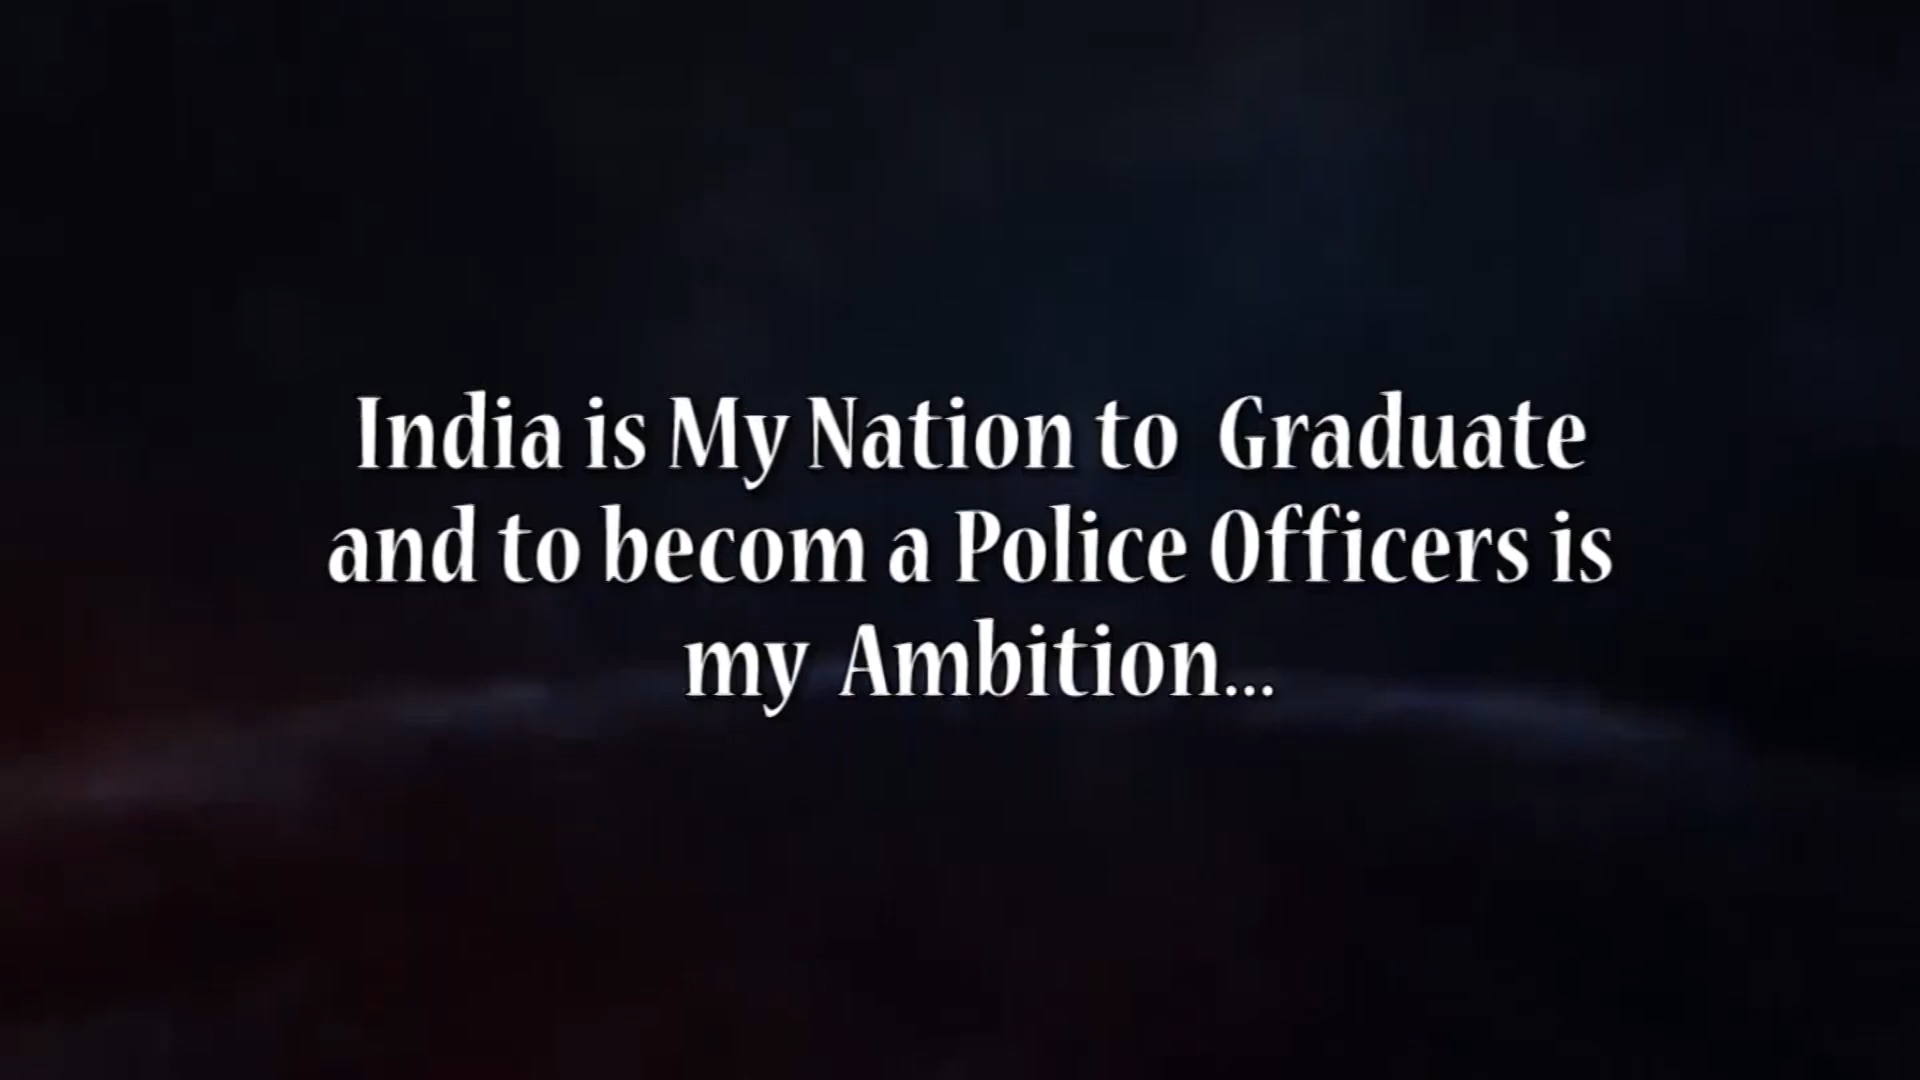 India is My Nation to Graduate
and to becom a Police Officers is
my Ambition...